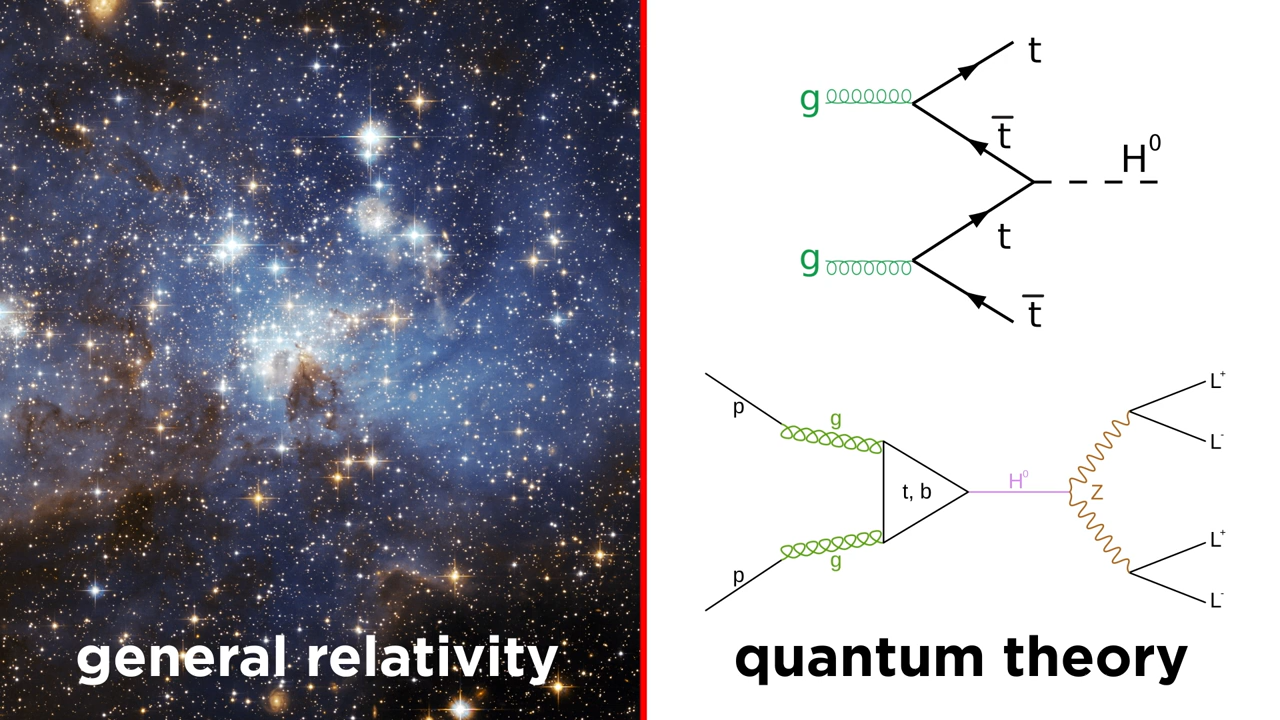 general relativity
g
t
t̅
H⁰
t
g
t̅
p
g
t, b
H⁰
Z
L⁺
L⁻
p
g
L⁺
L⁻
quantum theory